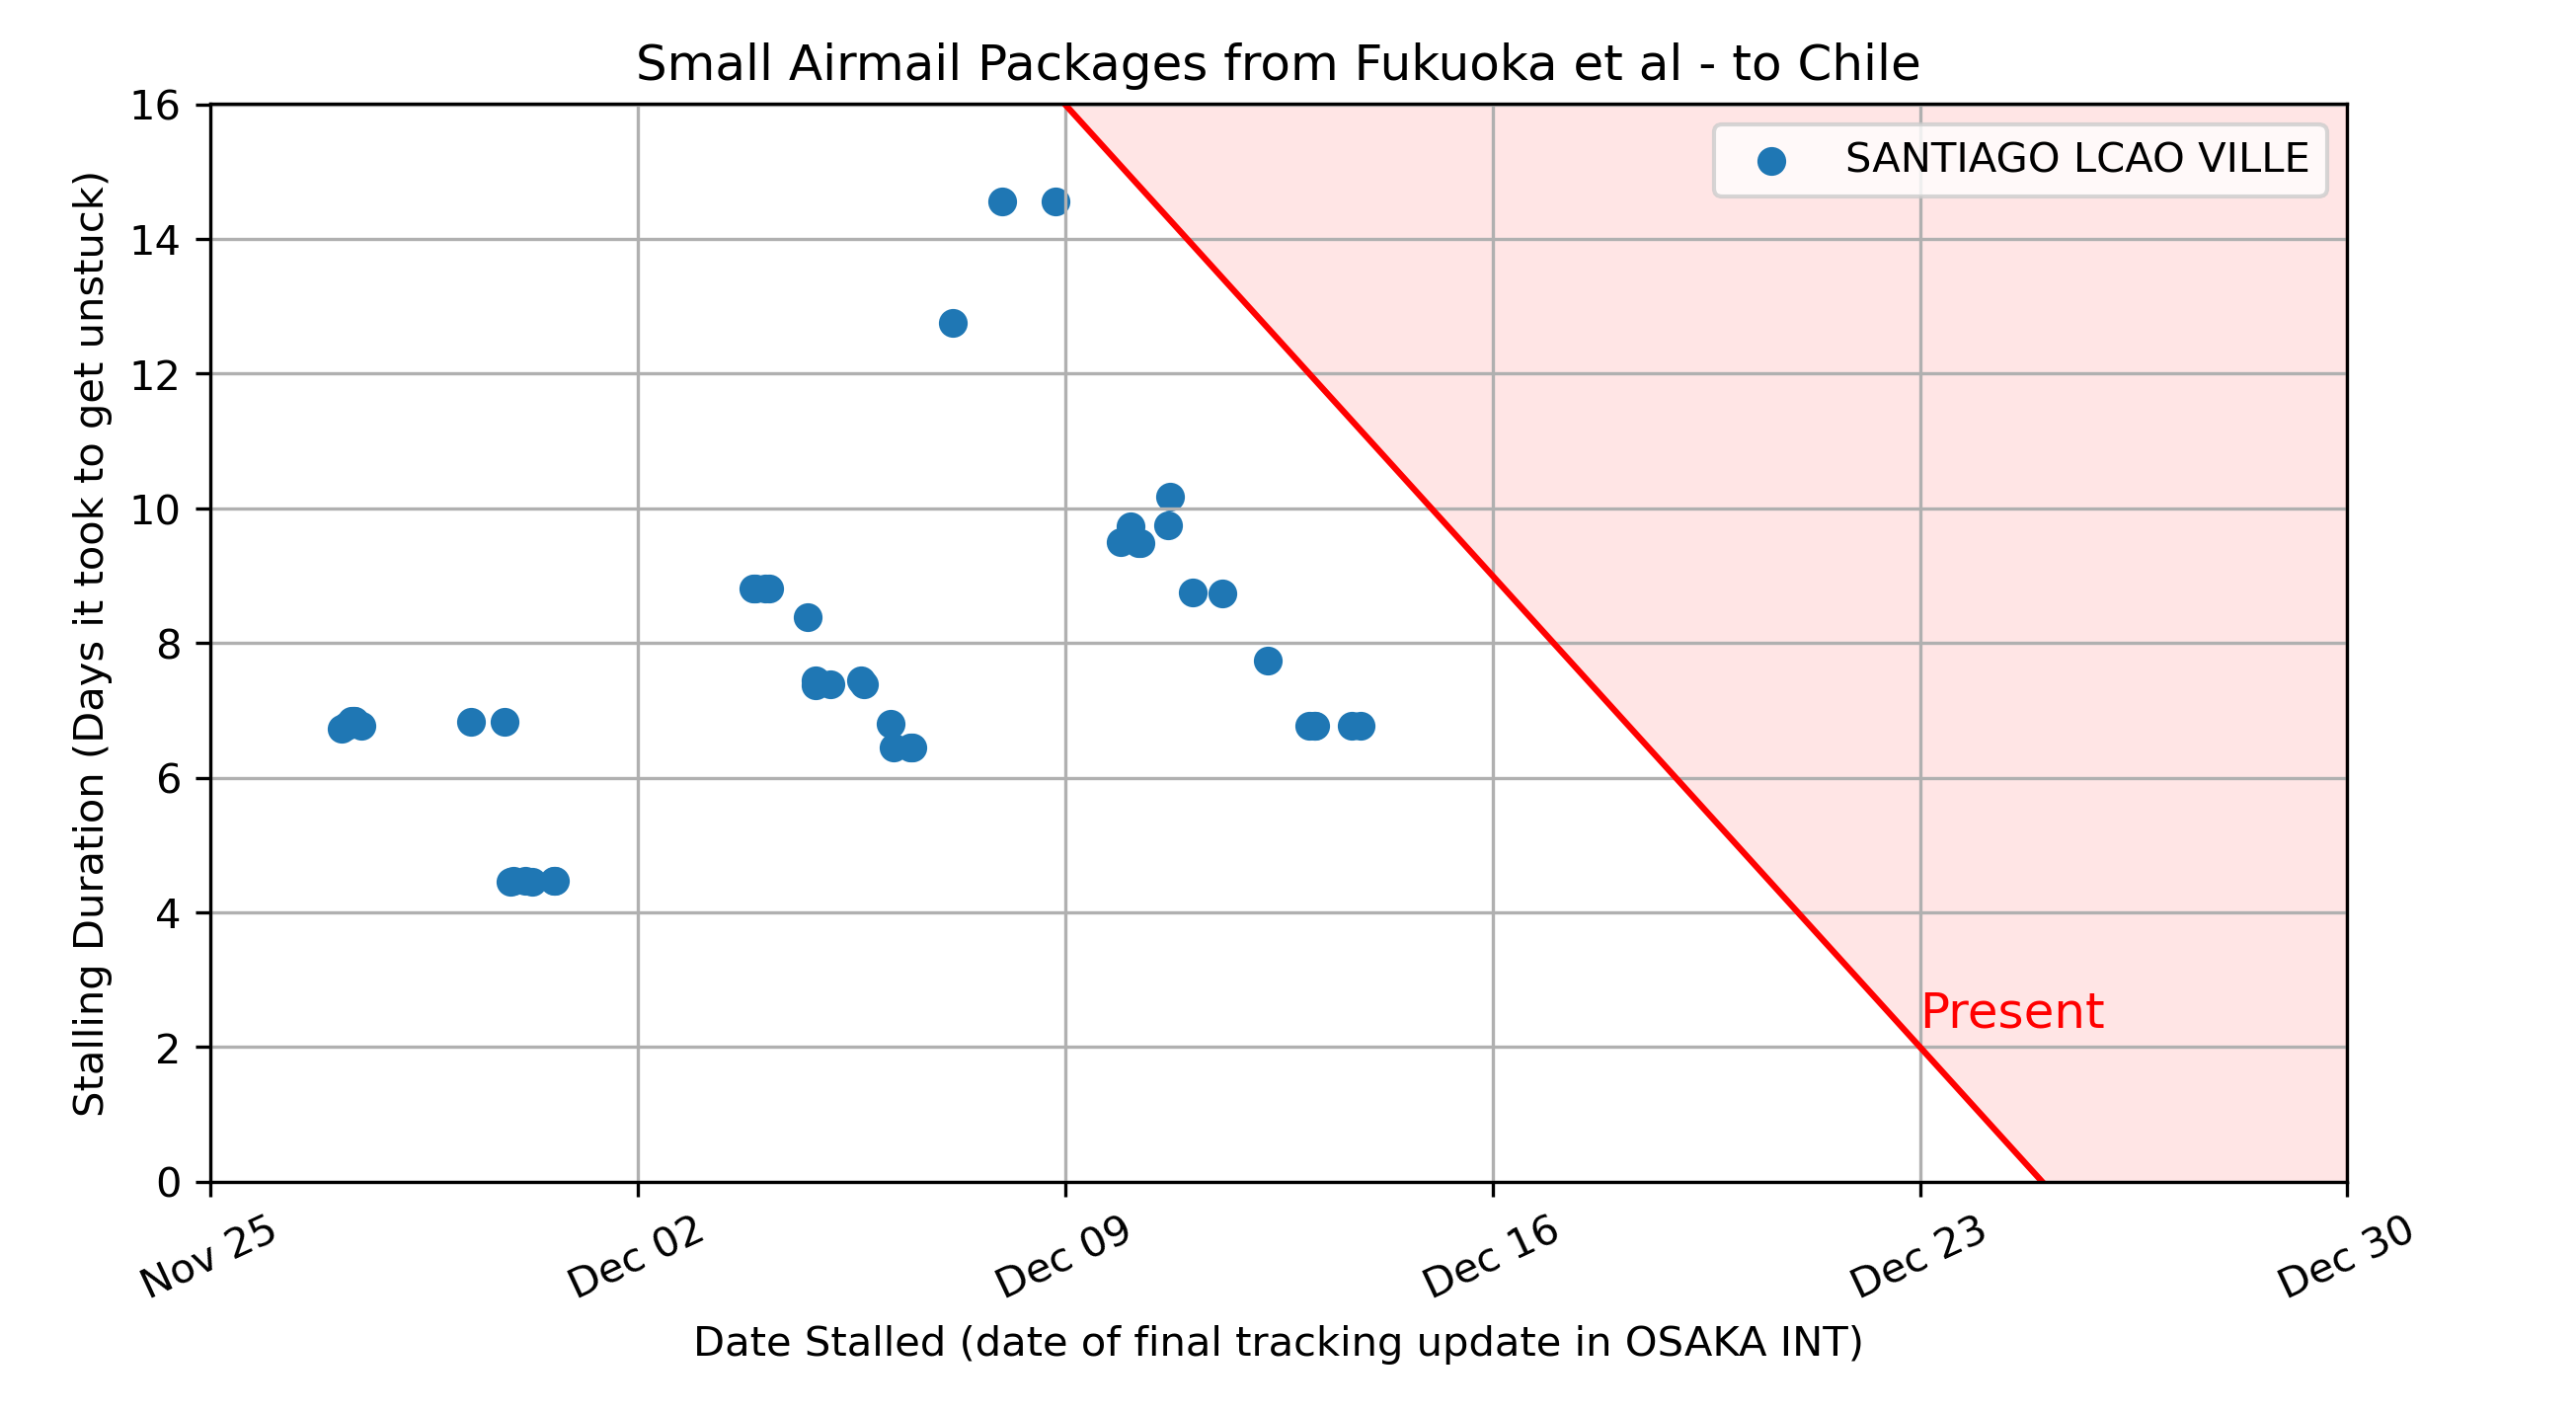 Small Airmail Packages from Fukuoka et al - to Chile
16
14
12
10
8
6
4
2
0
Stalling Duration (Days it took to get unstuck)
SANTIAGO LCAO VILLE
Present
Nov 25
Dec 02
Dec 09
Dec 16
Dec 23
Dec 30
Date Stalled (date of final tracking update in OSAKA INT)